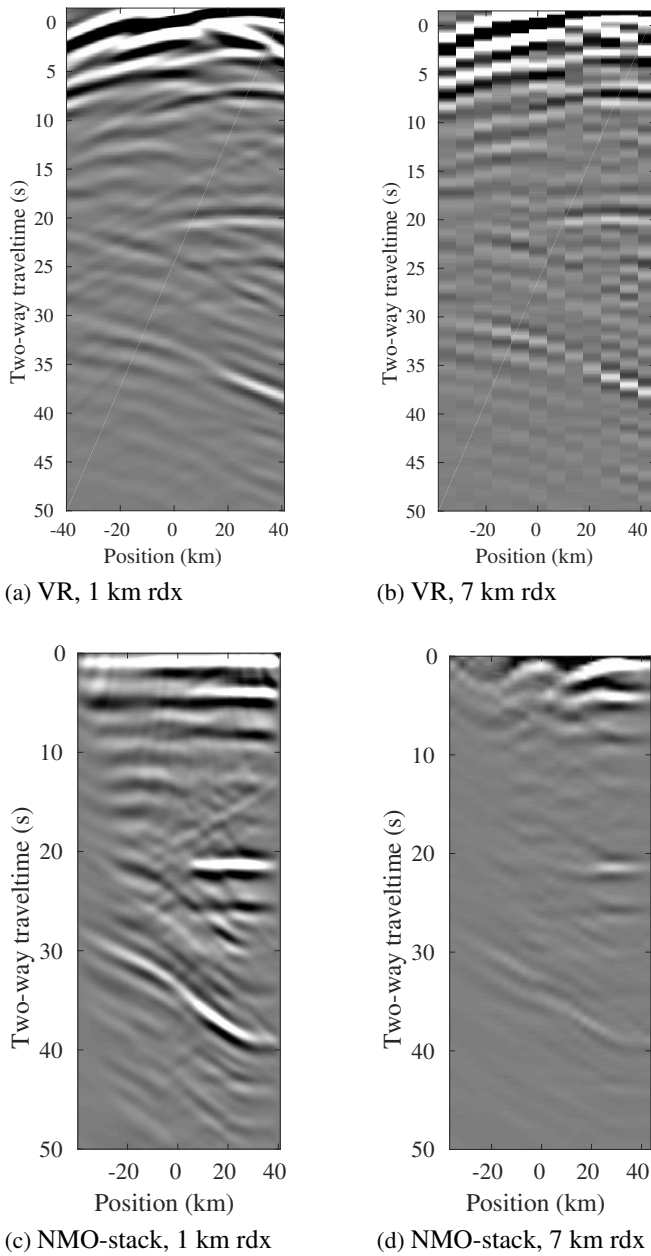 0
5
10
15
20
25
30
35
40
45
50
Two-way traveltime (s)
-40 -20 0 20 40
Position (km)
(a) VR, 1 km rdx
0
5
10
15
20
25
30
35
40
45
50
Two-way traveltime (s)
-20 0 20 40
Position (km)
(b) VR, 7 km rdx
0
10
20
30
40
50
Two-way traveltime (s)
-20 0 20 40
Position (km)
(c) NMO-stack, 1 km rdx
0
10
20
30
40
50
Two-way traveltime (s)
-20 0 20 40
Position (km)
(d) NMO-stack, 7 km rdx